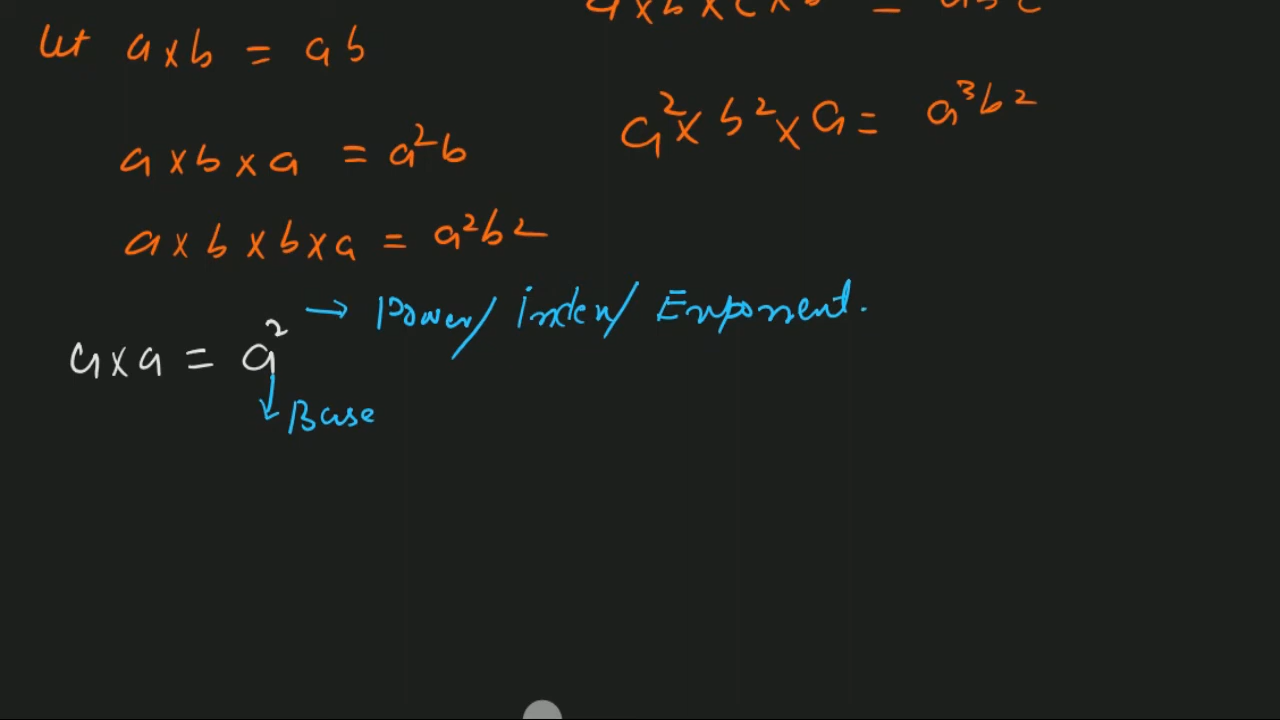 let a x b = ab
a x b x a = a²b
a x b x b x a = a²b²
a² x b² x a = a³b²
a x a = a² → Power/ index/ Exponent.
Base